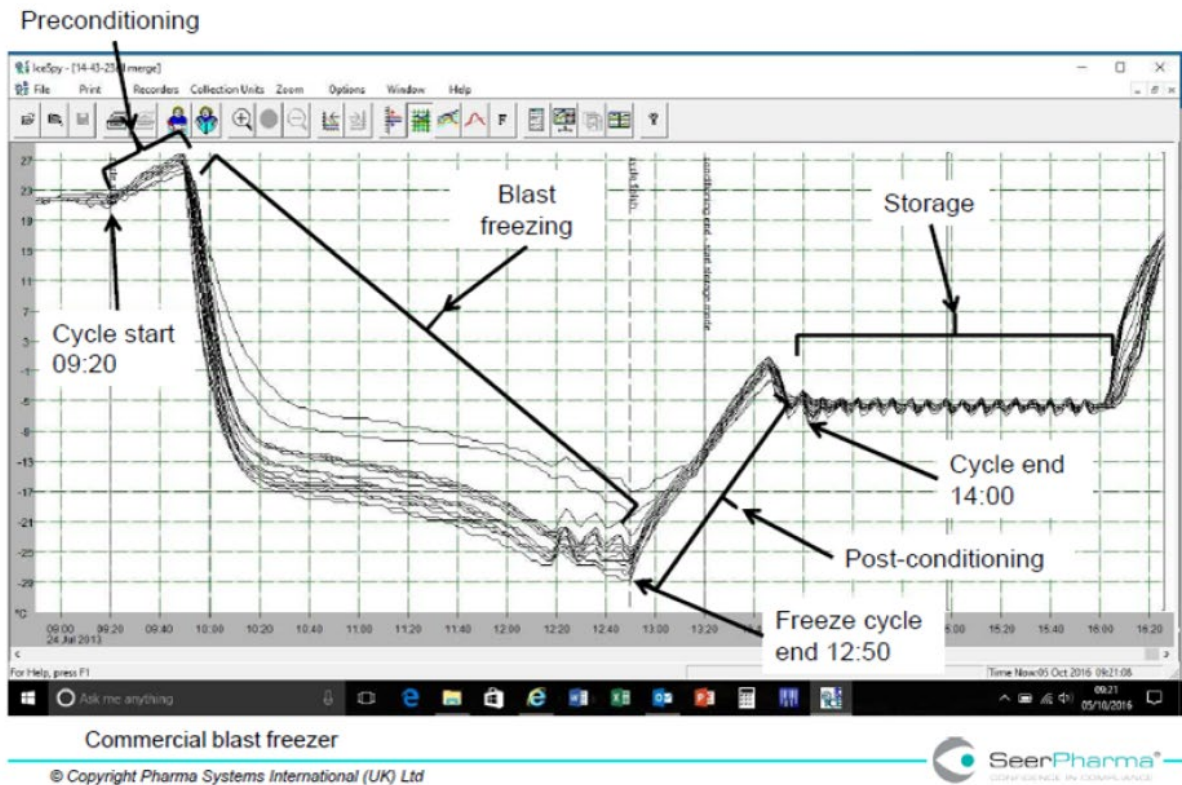 Preconditioning
IceSpy - [14-43-23all merge]
File Print Recorders Collection Units Zoom Options Window Help
F
?
27
23
19
15
11
7
3
-1
-5
-9
-13
-17
-21
-25
-29
°C
Blast
freezing
Storage
Cycle start
09:20
conditioning end - start storage mode
Cycle end
14:00
Post-conditioning
Freeze cycle
end 12:50
09:00 09:20 09:40 10:00 10:20 10:40 11:00 11:20 11:40 12:00 12:20 12:40 13:00 13:20 15:20 15:40 16:00 16:20
24 Jul 2013
For Help, press F1
Time Now:05 Oct 2016 09:21:08
Ask me anything
09:21
05/10/2016
Commercial blast freezer
© Copyright Pharma Systems International (UK) Ltd
SeerPharma®
CONFIDENCE IN COMPLIANCE